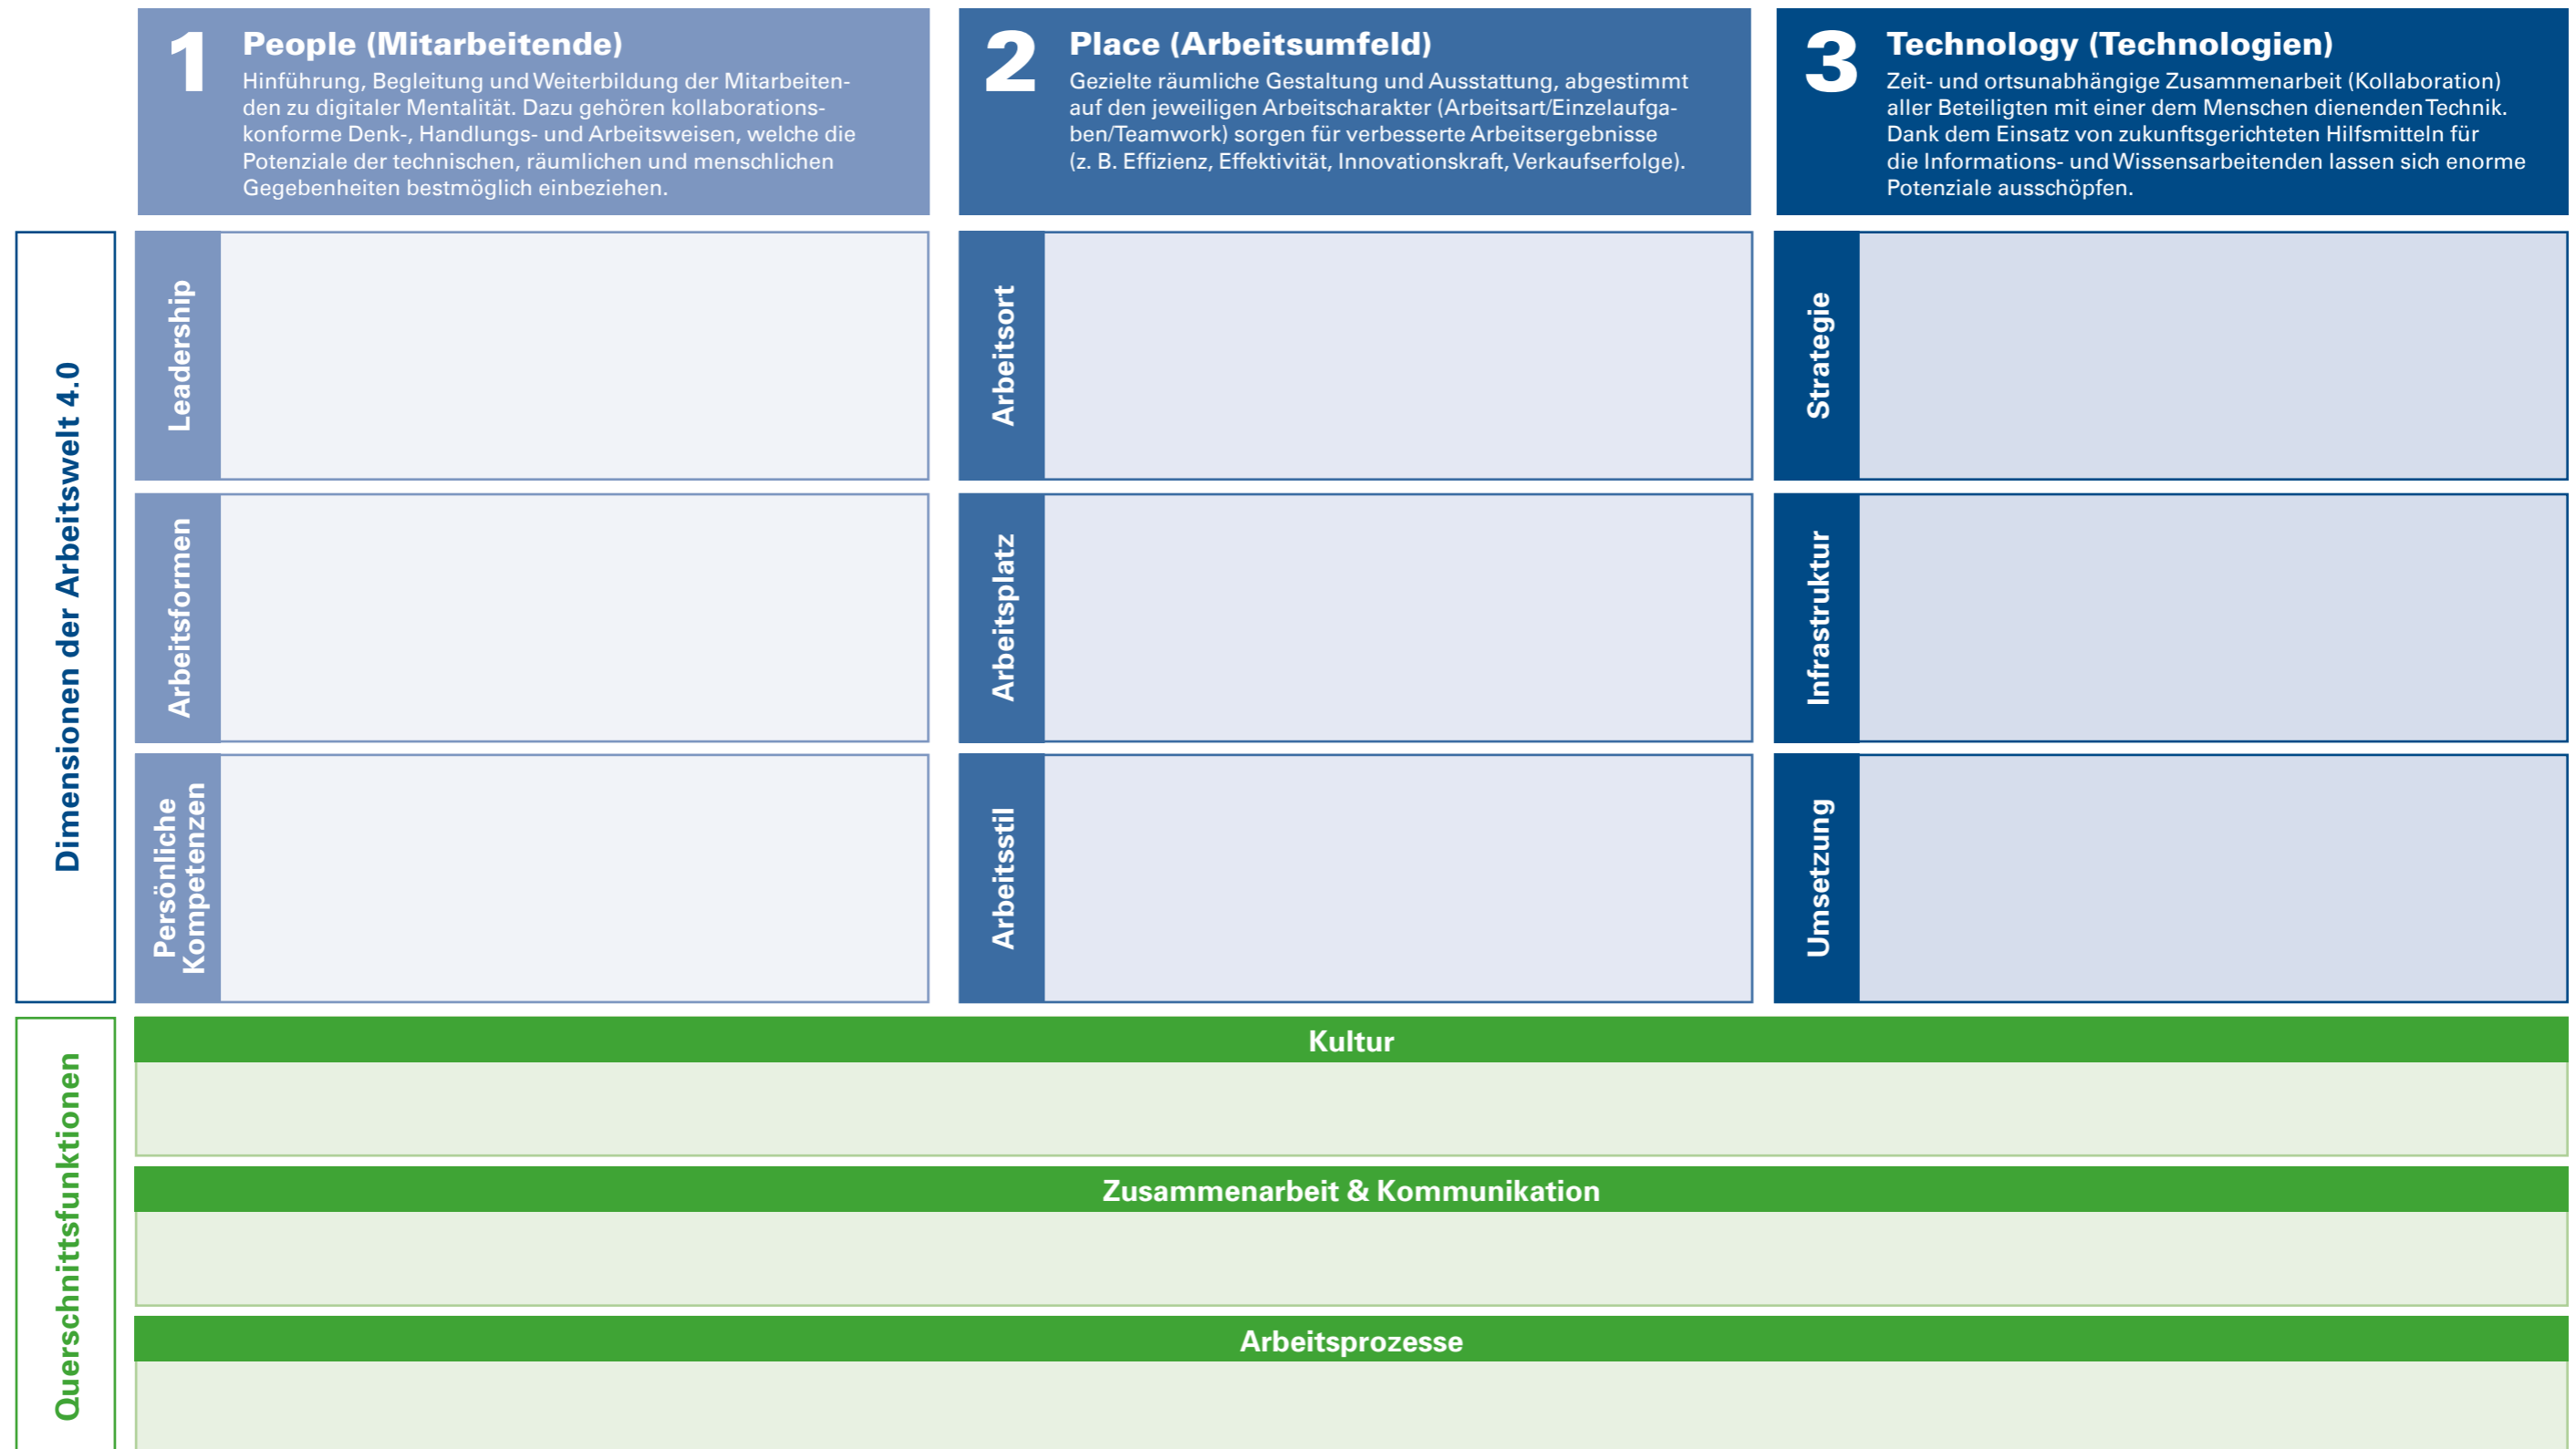 1
People (Mitarbeitende)
Hinführung, Begleitung und Weiterbildung der Mitarbeiten-
den zu digitaler Mentalität. Dazu gehören kollaborations-
konforme Denk-, Handlungs- und Arbeitsweisen, welche die
Potenziale der technischen, räumlichen und menschlichen
Gegebenheiten bestmöglich einbeziehen.
2
Place (Arbeitsumfeld)
Gezielte räumliche Gestaltung und Ausstattung, abgestimmt
auf den jeweiligen Arbeitscharakter (Arbeitsart/Einzelaufga-
ben/Teamwork) sorgen für verbesserte Arbeitsergebnisse
(z. B. Effizienz, Effektivität, Innovationskraft, Verkaufserfolge).
3
Technology (Technologien)
Zeit- und ortsunabhängige Zusammenarbeit (Kollaboration)
aller Beteiligten mit einer dem Menschen dienenden Technik.
Dank dem Einsatz von zukunftsgerichteten Hilfsmitteln für
die Informations- und Wissensarbeitenden lassen sich enorme
Potenziale ausschöpfen.
Dimensionen der Arbeitswelt 4.0
Leadership
Arbeitsort
Strategie
Arbeitsformen
Arbeitsplatz
Infrastruktur
Persönliche
Kompetenzen
Arbeitsstil
Umsetzung
Querschnittsfunktionen
Kultur
Zusammenarbeit & Kommunikation
Arbeitsprozesse